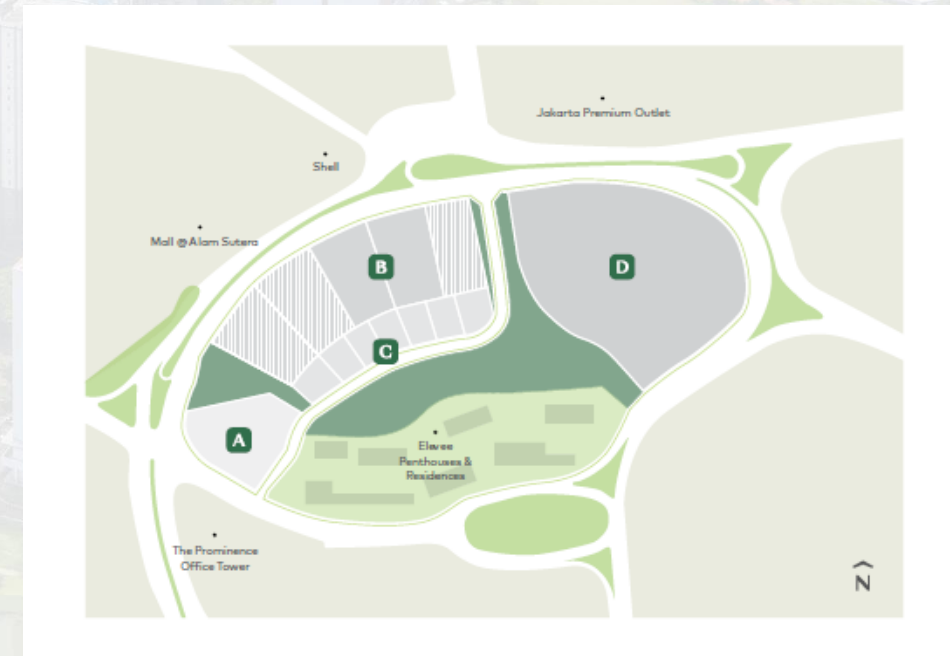 Jakarta Premium Outlet
Shell
Mall @Alam Sutera
B
D
C
A
Elevee
Penthouses &
Residences
The Prominence
Office Tower
N